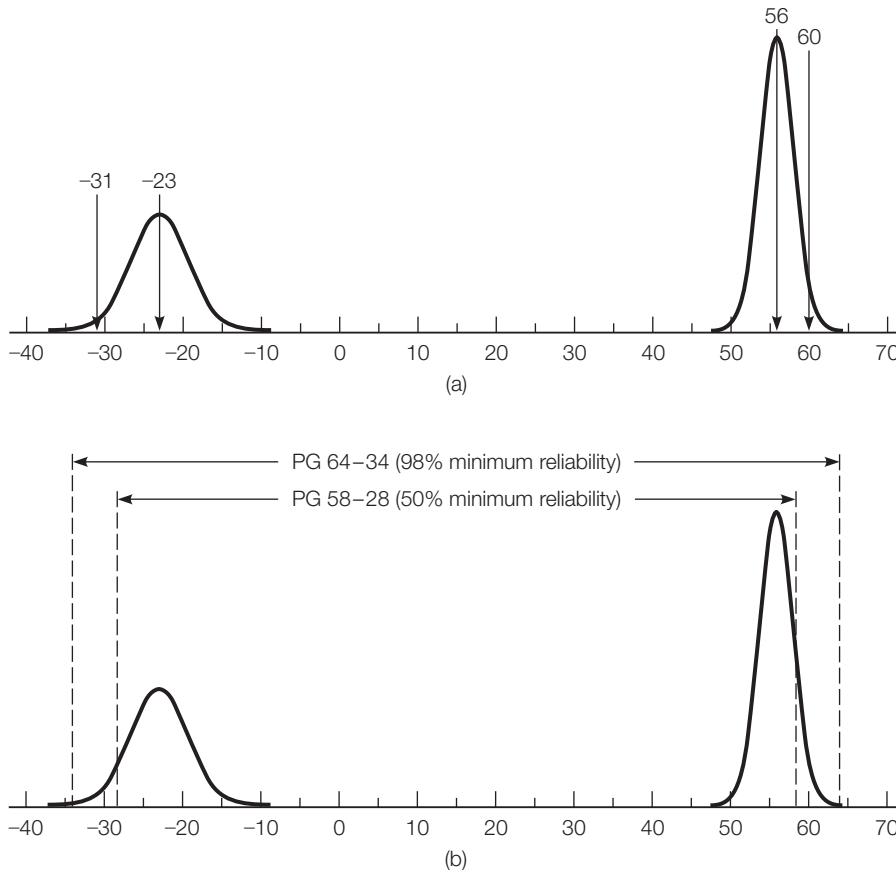 56
60
–31 –23
–40 –30 –20 –10 0 10 20 30 40 50 60 70
(a)
PG 64–34 (98% minimum reliability)
PG 58–28 (50% minimum reliability)
–40 –30 –20 –10 0 10 20 30 40 50 60 70
(b)